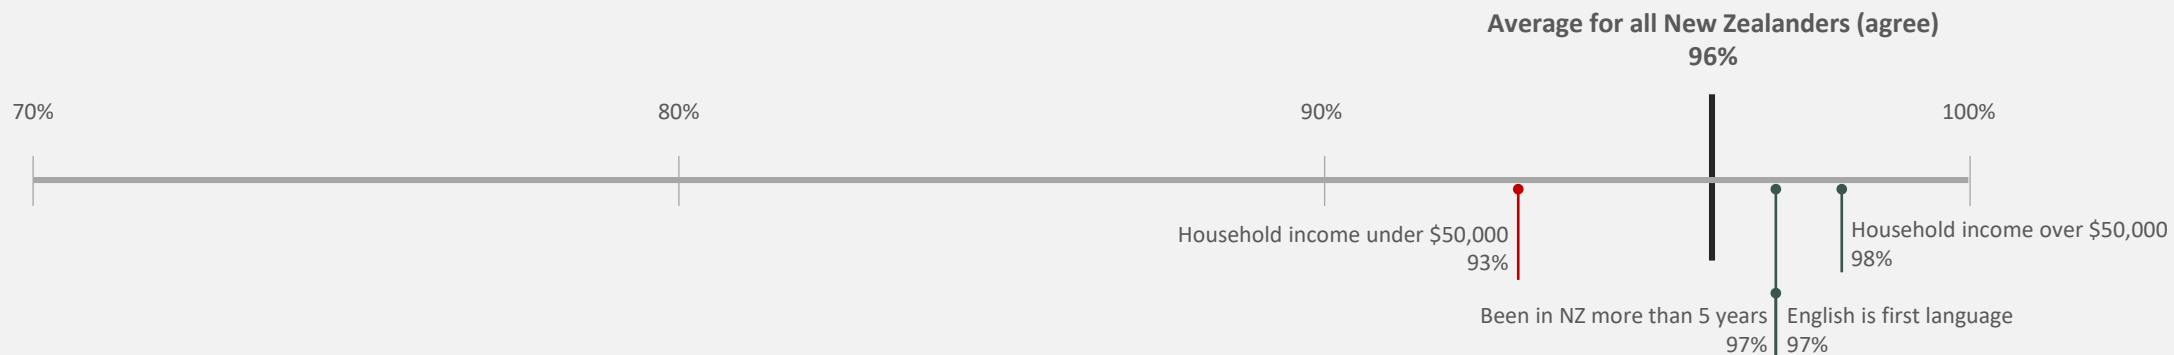 Average for all New Zealanders (agree)
96%
70%
80%
90%
100%
Household income under $50,000
93%
Household income over $50,000
98%
Been in NZ more than 5 years
97%
English is first language
97%